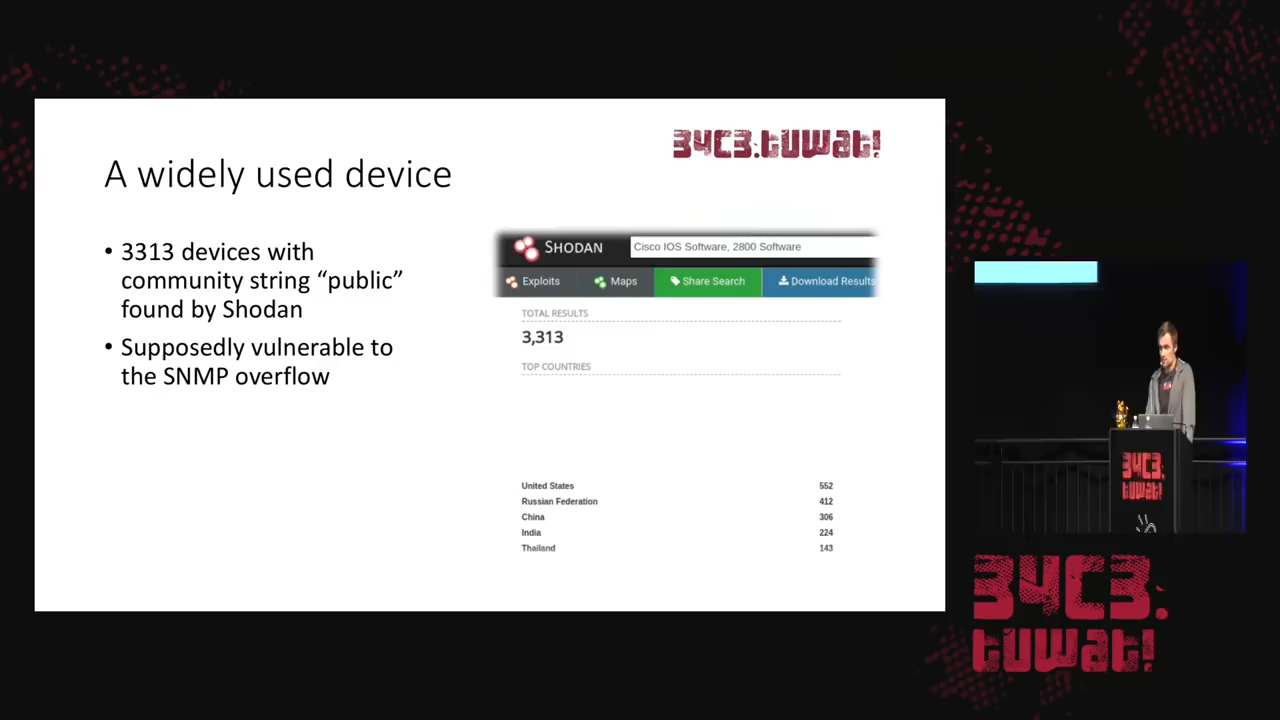 34C3.tuwat!
A widely used device
• 3313 devices with
community string “public”
found by Shodan
• Supposedly vulnerable to
the SNMP overflow
SHODAN
Cisco IOS Software, 2800 Software
Exploits
Maps
Share Search
Download Results
TOTAL RESULTS
3,313
TOP COUNTRIES
United States 552
Russian Federation 412
China 306
India 224
Thailand 143
34C3
tuwat!
34C3.
tuwat!